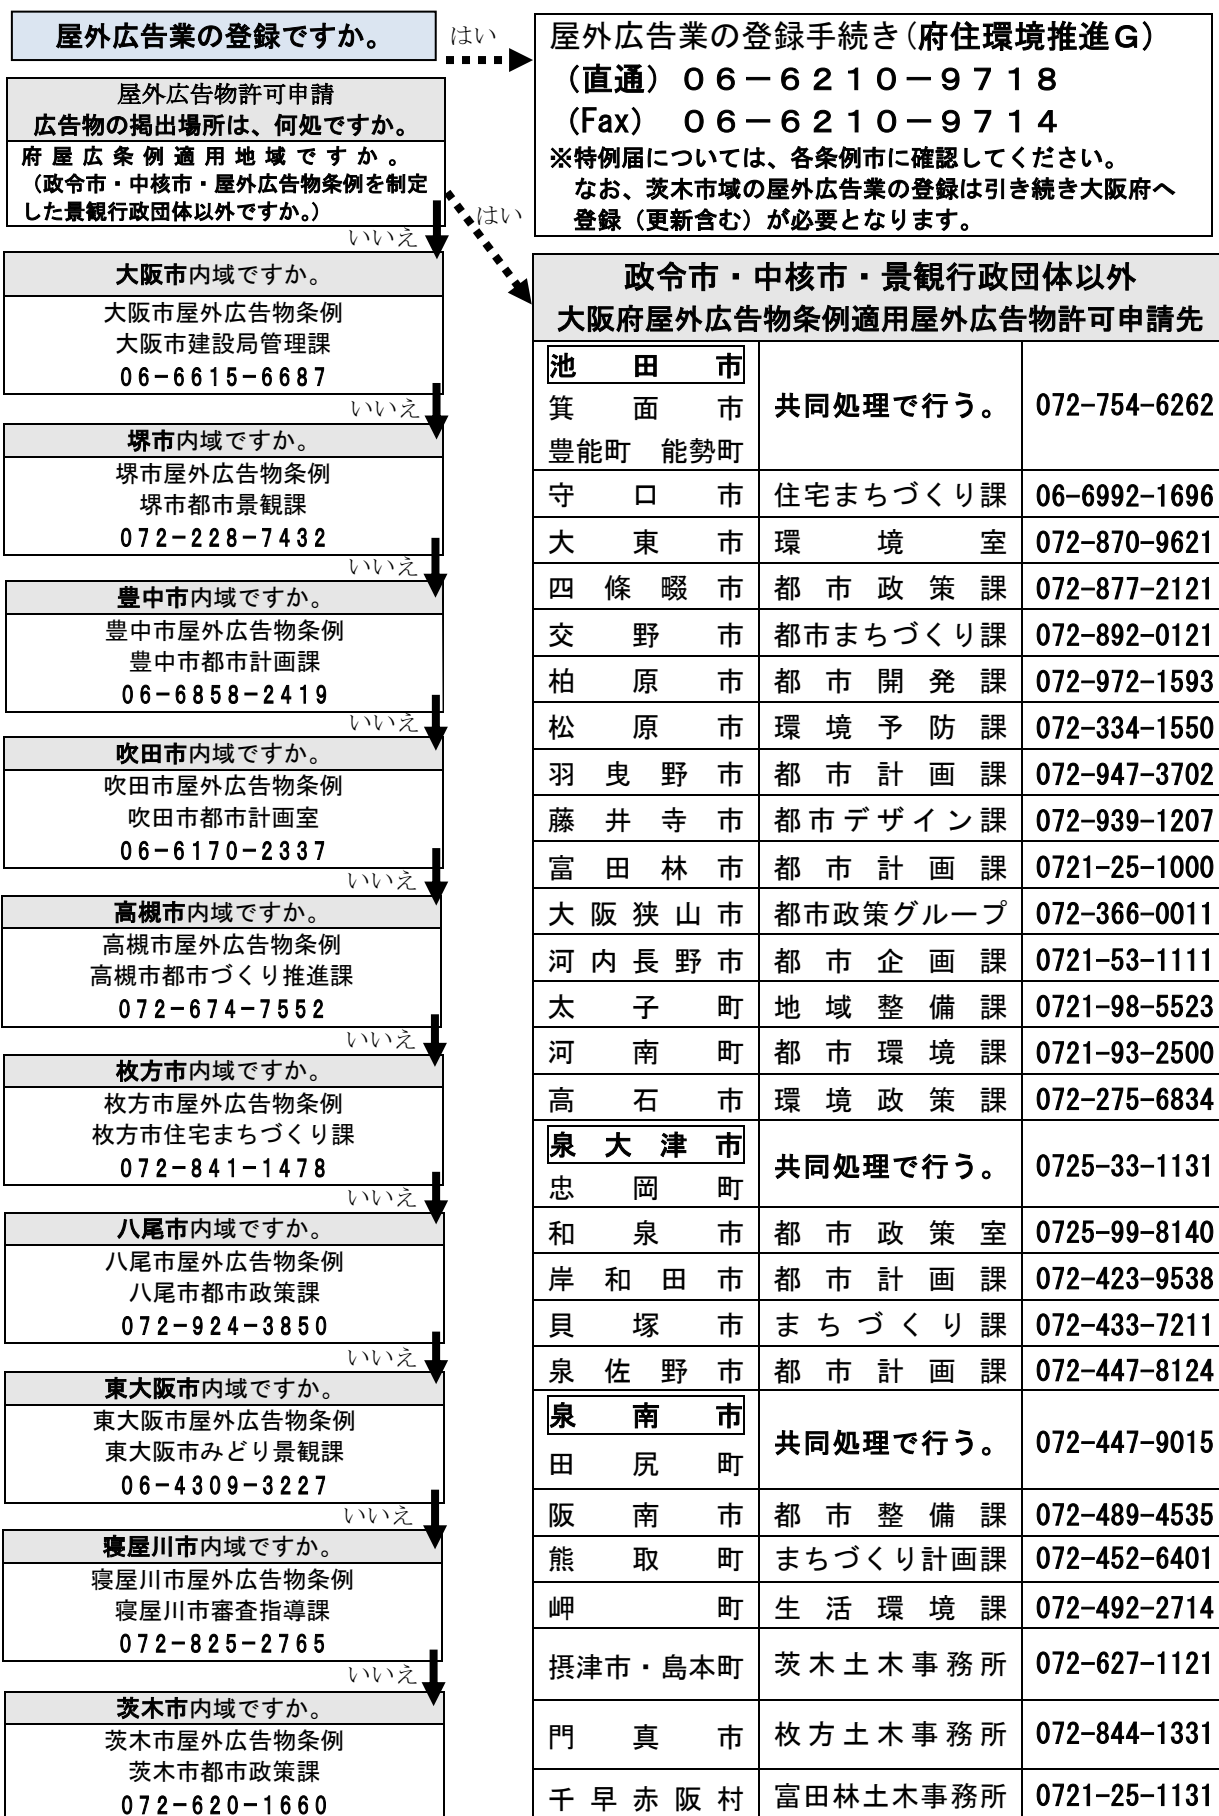 屋外広告業の登録ですか。
はい
屋外広告業の登録手続き(府住環境推進G)
(直通) 06-6210-9718
(Fax) 06-6210-9714
※特例届については、各条例市に確認してください。
なお、茨木市域の屋外広告業の登録は引き続き大阪府へ
登録(更新含む)が必要となります。
屋外広告物許可申請
広告物の掲出場所は、何処ですか。
府屋広条例適用地域ですか。
(政令市・中核市・屋外広告物条例を制定
した景観行政団体以外ですか。)
はい
いいえ
大阪市内域ですか。
大阪市屋外広告物条例
大阪市建設局管理課
06-6615-6687
いいえ
堺市内域ですか。
堺市屋外広告物条例
堺市都市景観課
072-228-7432
いいえ
豊中市内域ですか。
豊中市屋外広告物条例
豊中市都市計画課
06-6858-2419
いいえ
吹田市内域ですか。
吹田市屋外広告物条例
吹田市都市計画室
06-6170-2337
いいえ
高槻市内域ですか。
高槻市屋外広告物条例
高槻市都市づくり推進課
072-674-7552
いいえ
枚方市内域ですか。
枚方市屋外広告物条例
枚方市住宅まちづくり課
072-841-1478
いいえ
八尾市内域ですか。
八尾市屋外広告物条例
八尾市都市政策課
072-924-3850
いいえ
東大阪市内域ですか。
東大阪市屋外広告物条例
東大阪市みどり景観課
06-4309-3227
いいえ
寝屋川市内域ですか。
寝屋川市屋外広告物条例
寝屋川市審査指導課
072-825-2765
いいえ
茨木市内域ですか。
茨木市屋外広告物条例
茨木市都市政策課
072-620-1660
政令市・中核市・景観行政団体以外
大阪府屋外広告物条例適用屋外広告物許可申請先
池田市
箕面市 共同処理で行う。 072-754-6262
豊能町 能勢町
守口市 住宅まちづくり課 06-6992-1696
大東市 環境室 072-870-9621
四條畷市 都市政策課 072-877-2121
交野市 都市まちづくり課 072-892-0121
柏原市 都市開発課 072-972-1593
松原市 環境予防課 072-334-1550
羽曳野市 都市計画課 072-947-3702
藤井寺市 都市デザイン課 072-939-1207
富田林市 都市計画課 0721-25-1000
大阪狭山市 都市政策グループ 072-366-0011
河内長野市 都市企画課 0721-53-1111
太子町 地域整備課 0721-98-5523
河南町 都市環境課 0721-93-2500
高石市 環境政策課 072-275-6834
泉大津市 共同処理で行う。 0725-33-1131
忠岡町
和泉市 都市政策室 0725-99-8140
岸和田市 都市計画課 072-423-9538
貝塚市 まちづくり課 072-433-7211
泉佐野市 都市計画課 072-447-8124
泉南市 共同処理で行う。 072-447-9015
田尻町
阪南市 都市整備課 072-489-4535
熊取町 まちづくり計画課 072-452-6401
岬町 生活環境課 072-492-2714
摂津市・島本町 茨木土木事務所 072-627-1121
門真市 枚方土木事務所 072-844-1331
千早赤阪村 富田林土木事務所 0721-25-1131